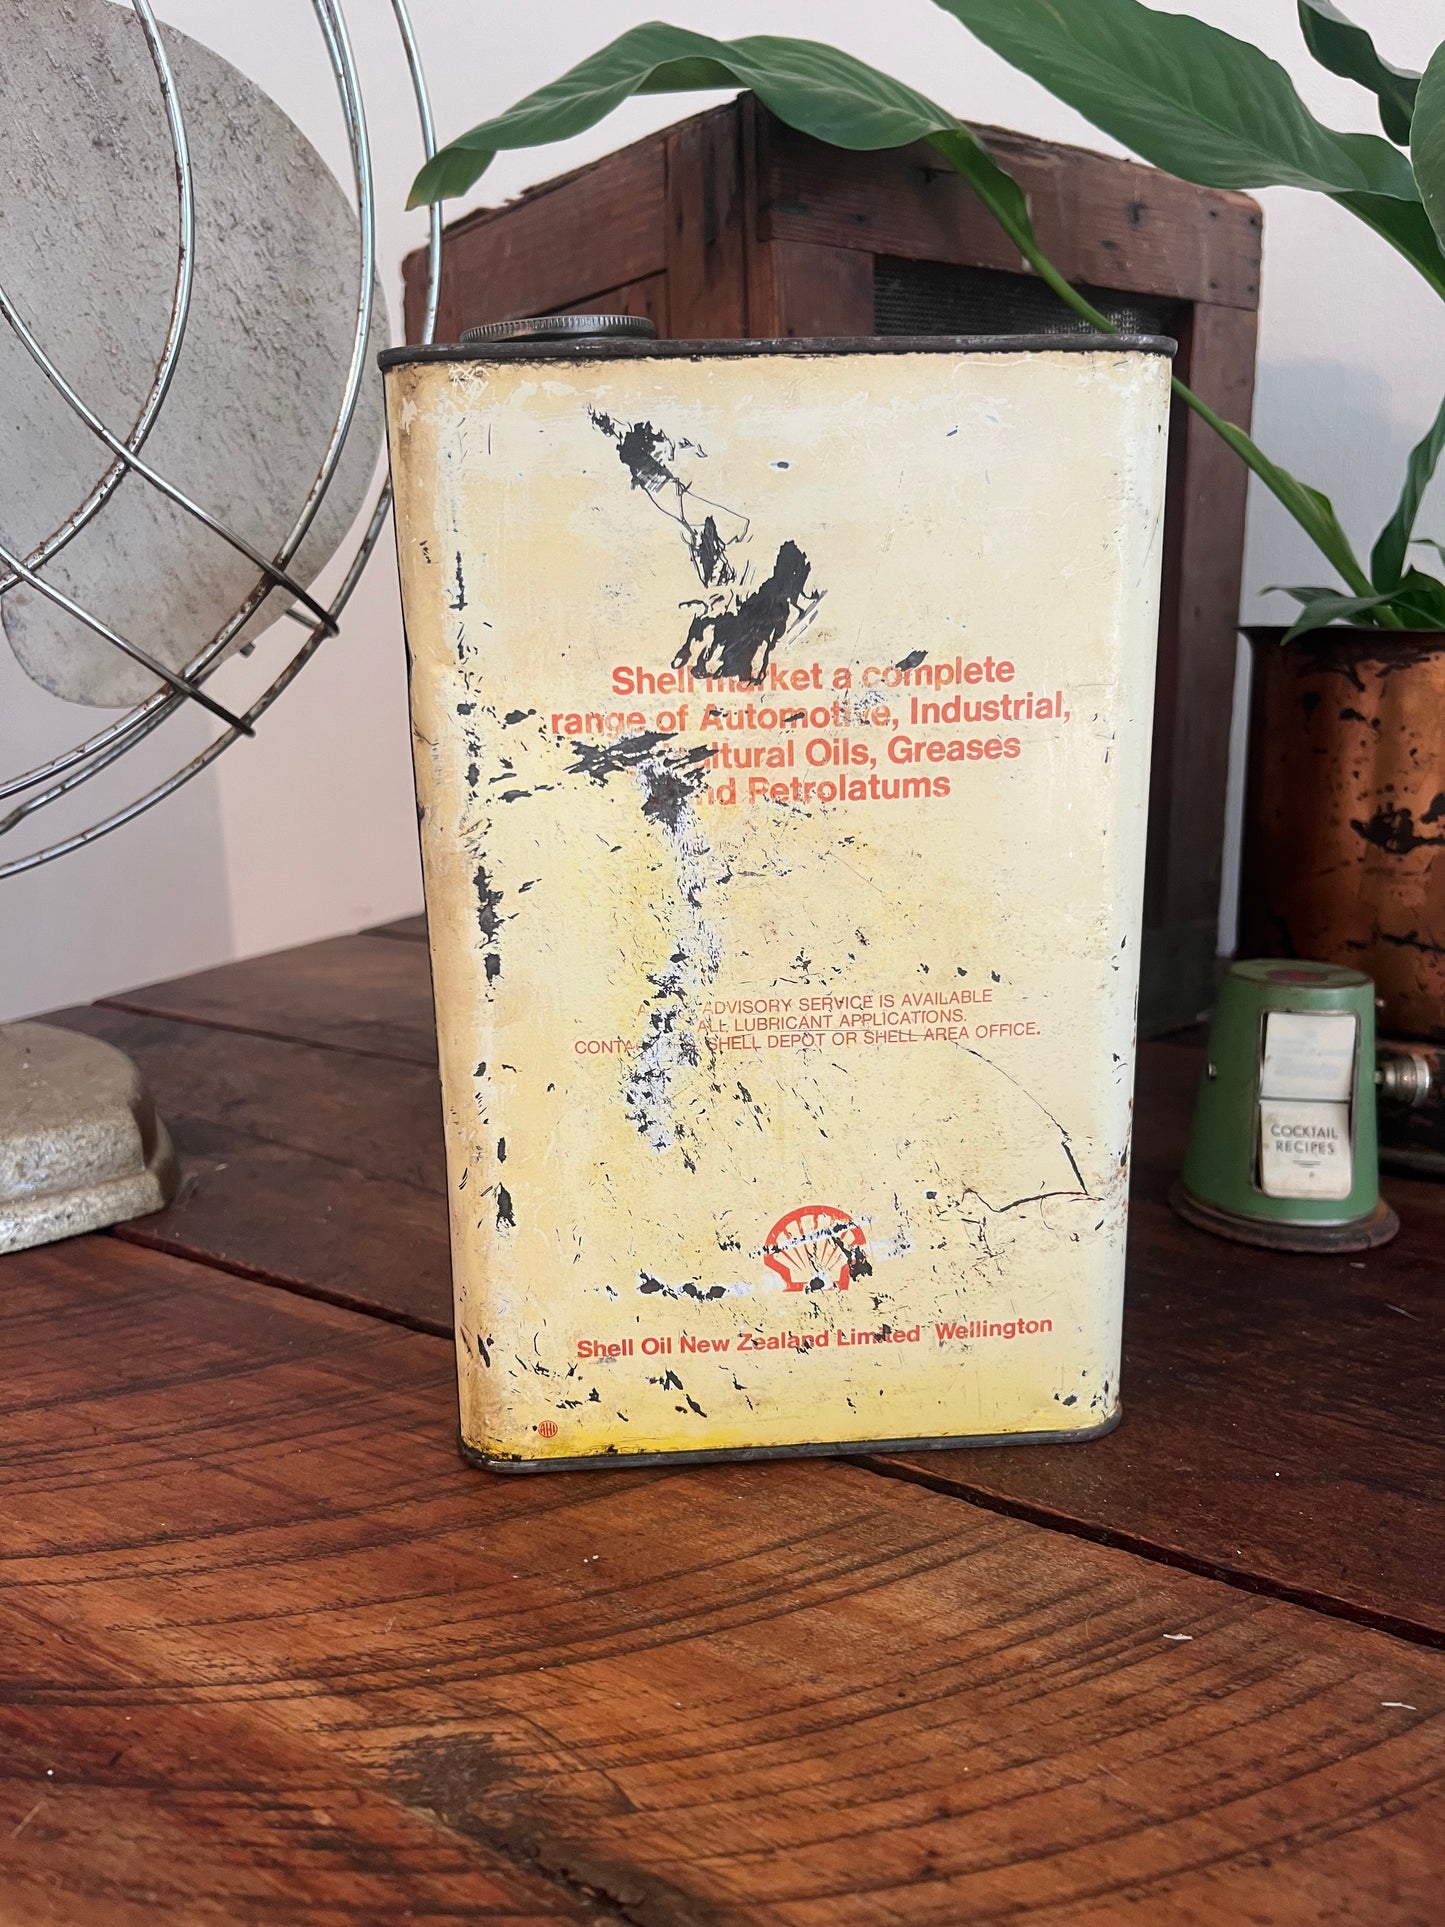 Shell market a complete
range of Automotive, Industrial,
Oils, Greases
Petrolatums
ADVISORY SERVICE IS AVAILABLE
ALL LUBRICANT APPLICATIONS.
SHELL DEPOT OR SHELL AREA OFFICE.
Shell Oil New Zealand Limited Wellington
AHI
COCKTAIL
RECIPES